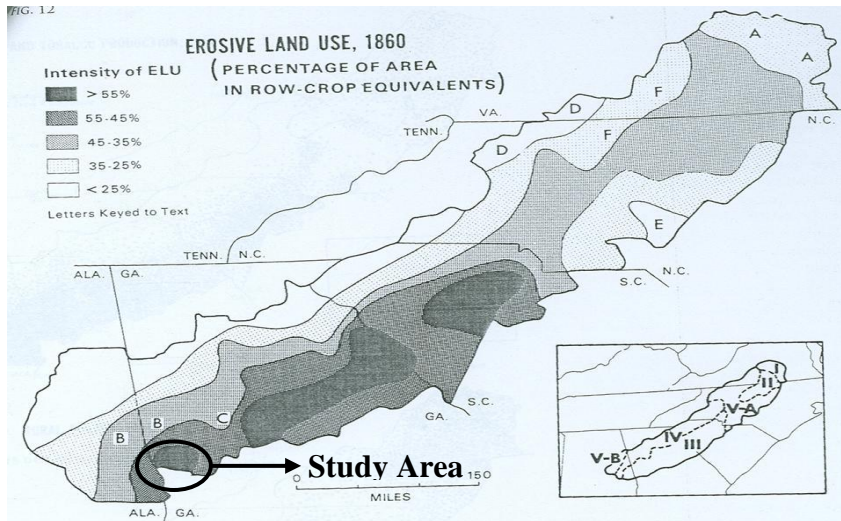 FIG. 12
EROSIVE LAND USE, 1860
(PERCENTAGE OF AREA
IN ROW-CROP EQUIVALENTS)
Intensity of ELU
> 55%
55-45%
45-35%
35-25%
< 25%
Letters Keyed to Text
A
A
D
F
VA.
TENN.
N.C.
D
F
E
TENN.
N.C.
ALA.
GA.
N.C.
S.C.
C
B
B
S.C.
GA.
Study Area
0
150
MILES
ALA.
GA.
I
II
V-A
IV
III
V-B